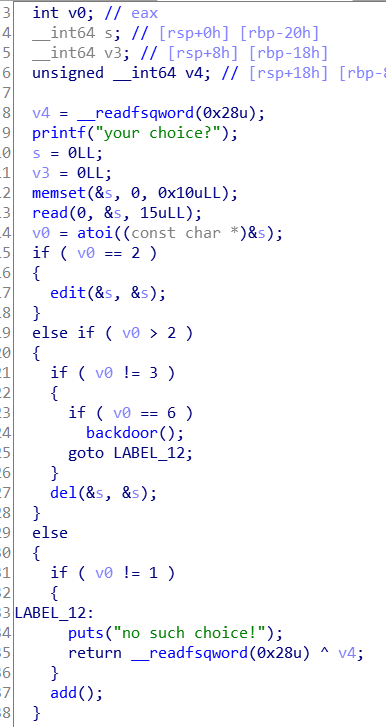 3 int v0; // eax
4 __int64 s; // [rsp+0h] [rbp-20h]
5 __int64 v3; // [rsp+8h] [rbp-18h]
6 unsigned __int64 v4; // [rsp+18h] [rbp-8
7
8 v4 = __readfsqword(0x28u);
9 printf("your choice?");
0 s = 0LL;
1 v3 = 0LL;
2 memset(&s, 0, 0x10uLL);
3 read(0, &s, 15uLL);
4 v0 = atoi((const char *)&s);
5 if ( v0 == 2 )
6 {
7 edit(&s, &s);
8 }
9 else if ( v0 > 2 )
0 {
1 if ( v0 != 3 )
2 {
3 if ( v0 == 6 )
4 backdoor();
5 goto LABEL_12;
6 }
7 del(&s, &s);
8 }
9 else
0 {
1 if ( v0 != 1 )
2 {
3 LABEL_12:
4 puts("no such choice!");
5 return __readfsqword(0x28u) ^ v4;
6 }
7 add();
8 }